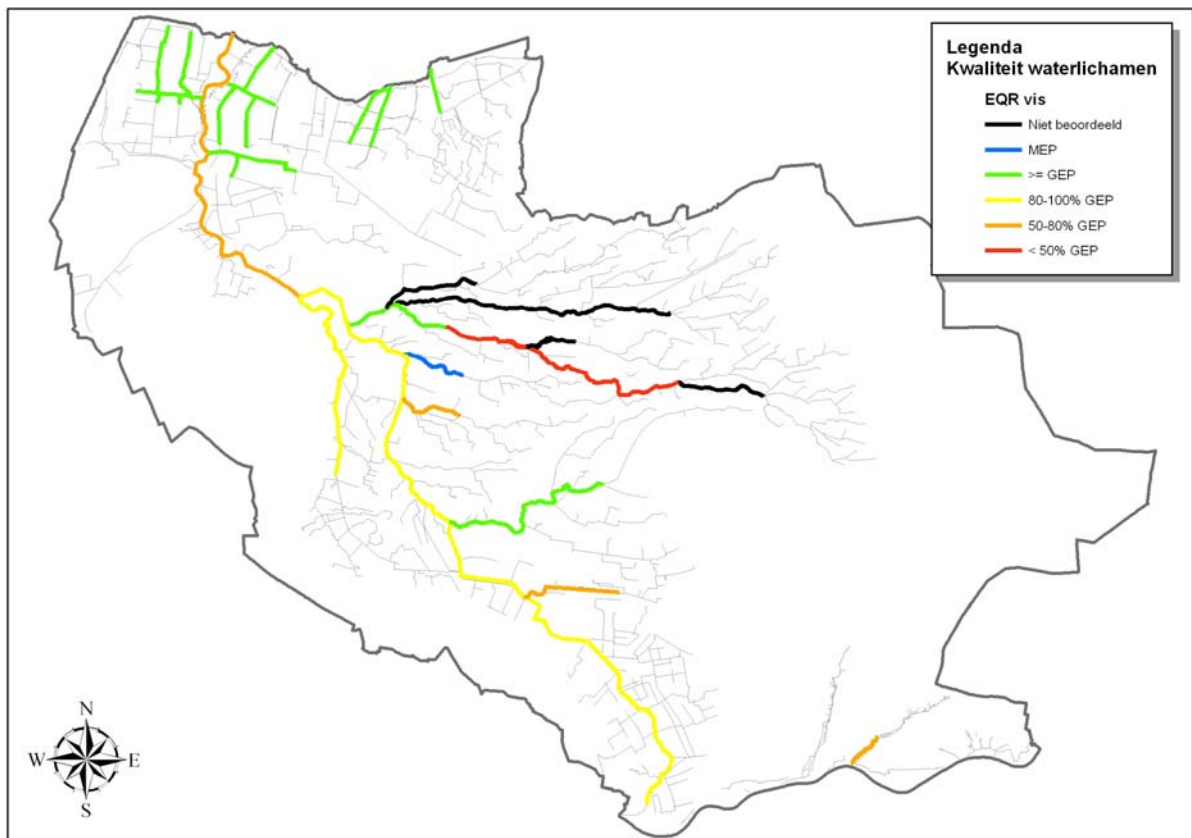 Legenda
Kwaliteit waterlichamen
EQR vis
Niet beoordeeld
MEP
>= GEP
80-100% GEP
50-80% GEP
< 50% GEP
N
W E
S